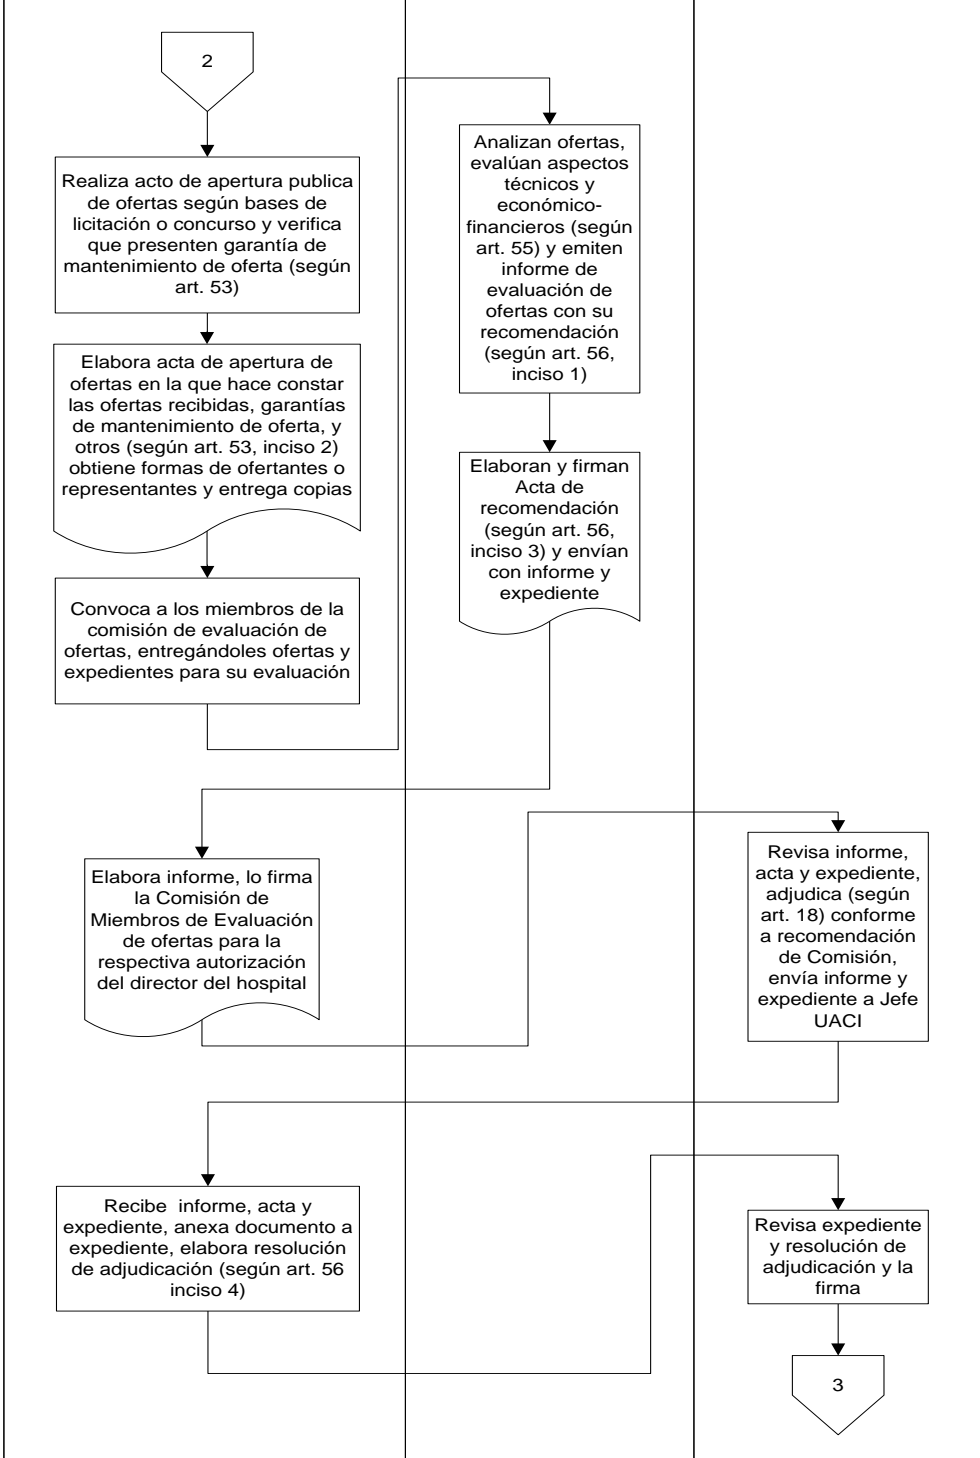 2
Realiza acto de apertura publica
de ofertas según bases de
licitación o concurso y verifica
que presenten garantía de
mantenimiento de oferta (según
art. 53)
Elabora acta de apertura de
ofertas en la que hace constar
las ofertas recibidas, garantías
de mantenimiento de oferta, y
otros (según art. 53, inciso 2)
obtiene formas de ofertantes o
representantes y entrega copias
Convoca a los miembros de la
comisión de evaluación de
ofertas, entregándoles ofertas y
expedientes para su evaluación
Analizan ofertas,
evalúan aspectos
técnicos y
económico-
financieros (según
art. 55) y emiten
informe de
evaluación de
ofertas con su
recomendación
(según art. 56,
inciso 1)
Elaboran y firman
Acta de
recomendación
(según art. 56,
inciso 3) y envían
con informe y
expediente
Elabora informe, lo firma
la Comisión de
Miembros de Evaluación
de ofertas para la
respectiva autorización
del director del hospital
Revisa informe,
acta y expediente,
adjudica (según
art. 18) conforme
a recomendación
de Comisión,
envía informe y
expediente a Jefe
UACI
Recibe  informe, acta y
expediente, anexa documento a
expediente, elabora resolución
de adjudicación (según art. 56
inciso 4)
Revisa expediente
y resolución de
adjudicación y la
firma
3